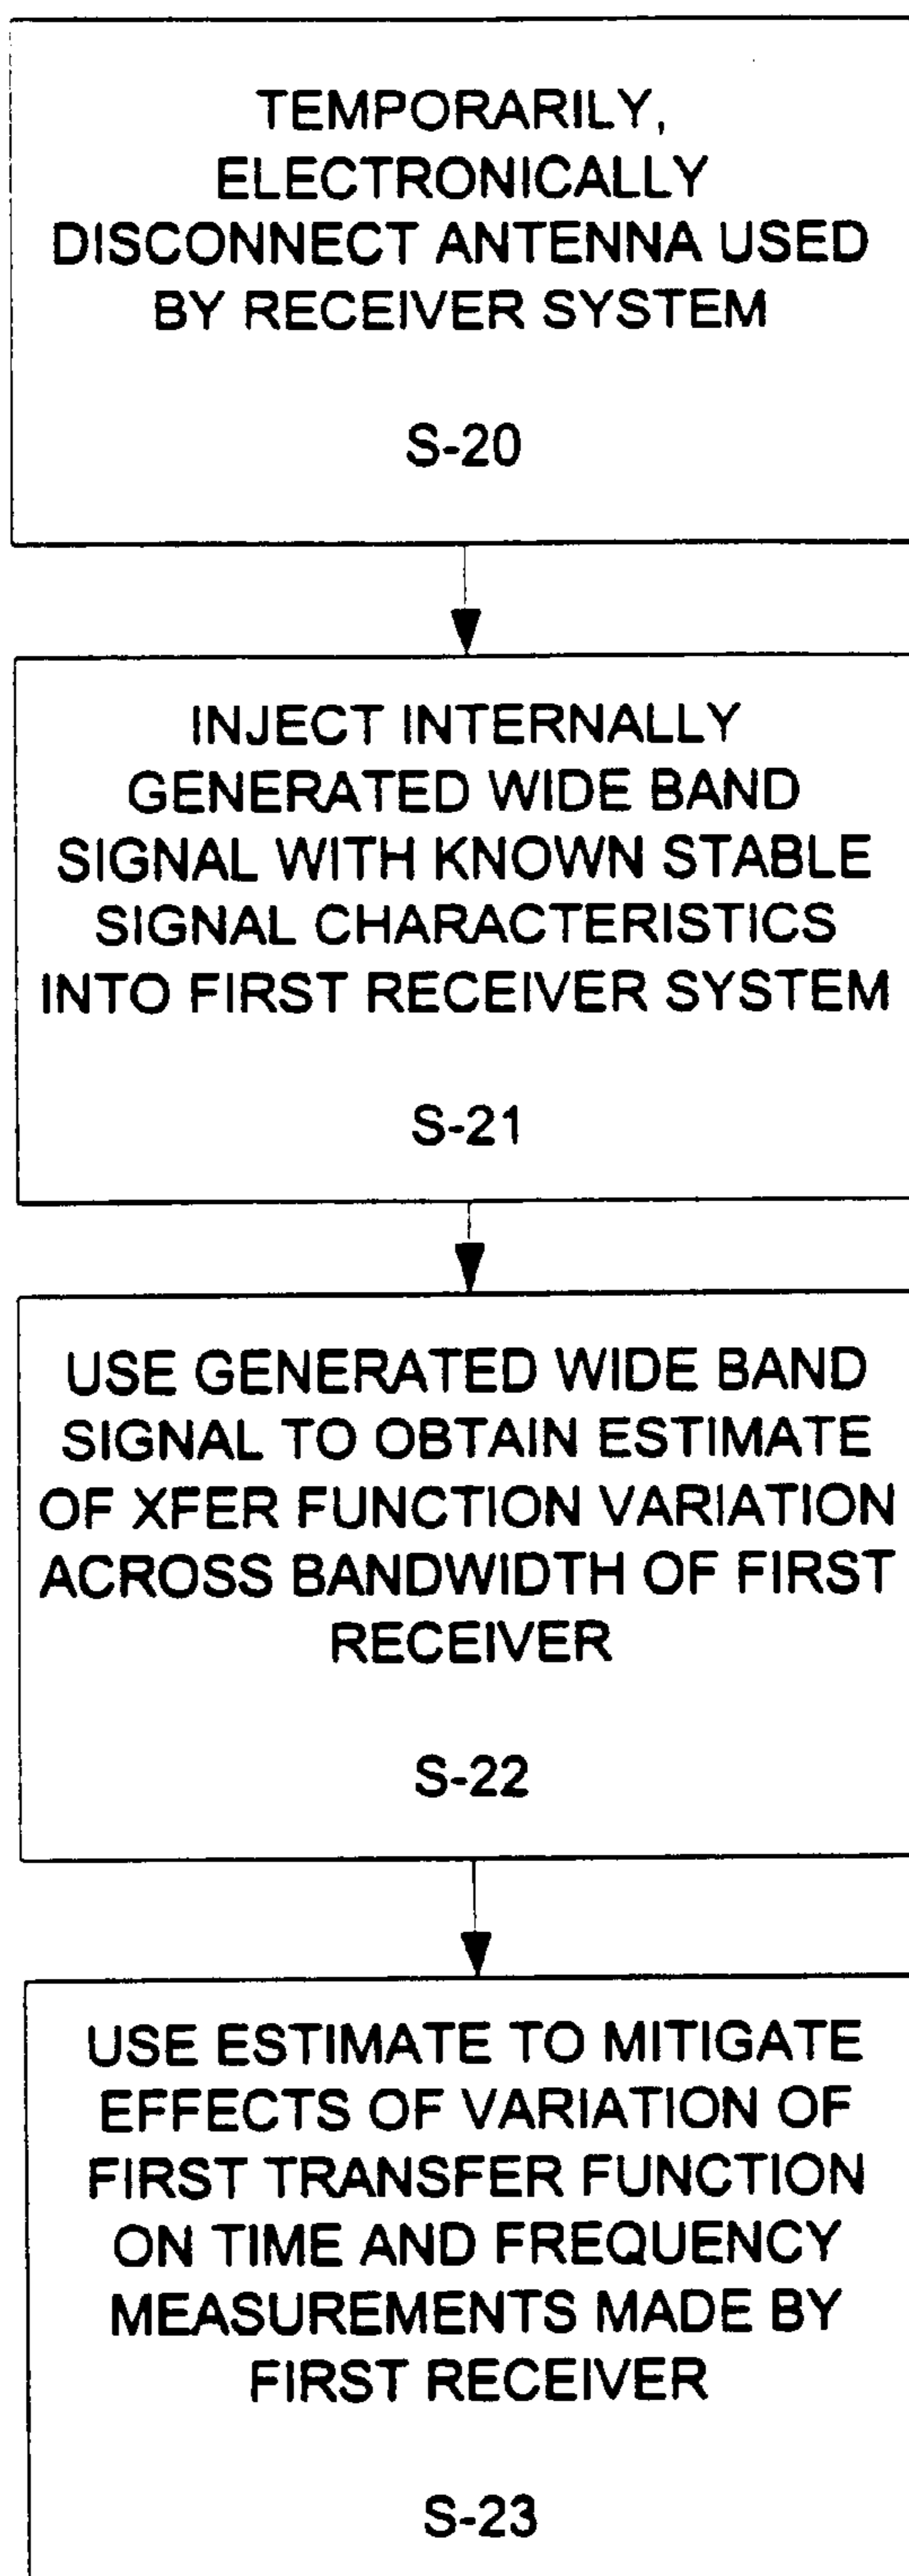 TEMPORARILY,
ELECTRONICALLY
DISCONNECT ANTENNA USED
BY RECEIVER SYSTEM
S-20
INJECT INTERNALLY
GENERATED WIDE BAND
SIGNAL WITH KNOWN STABLE
SIGNAL CHARACTERISTICS
INTO FIRST RECEIVER SYSTEM
S-21
USE GENERATED WIDE BAND
SIGNAL TO OBTAIN ESTIMATE
OF XFER FUNCTION VARIATION
ACROSS BANDWIDTH OF FIRST
RECEIVER
S-22
USE ESTIMATE TO MITIGATE
EFFECTS OF VARIATION OF
FIRST TRANSFER FUNCTION
ON TIME AND FREQUENCY
MEASUREMENTS MADE BY
FIRST RECEIVER
S-23